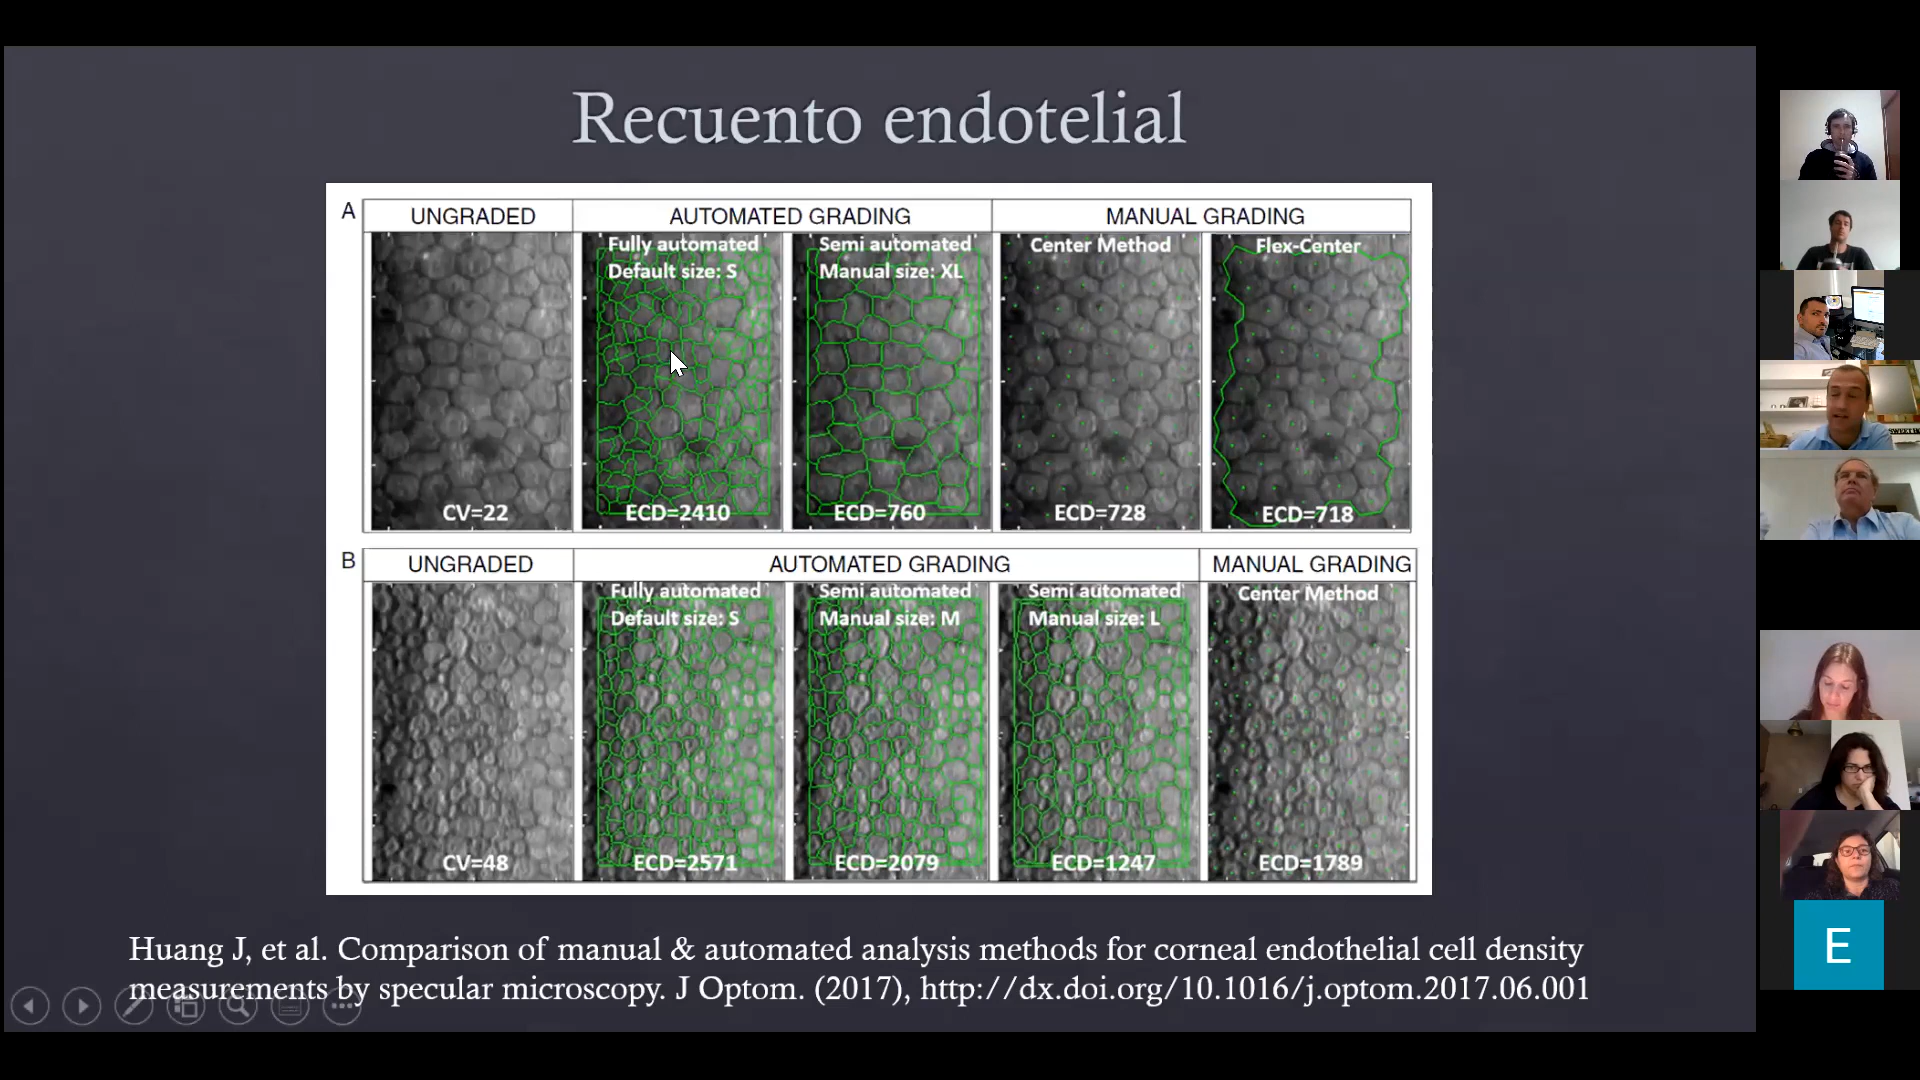 Recuento endotelial
A
UNGRADED
AUTOMATED GRADING
MANUAL GRADING
Fully automated
Default size: S
Semi automated
Manual size: XL
Center Method
Flex-Center
CV=22
ECD=2410
ECD=760
ECD=728
ECD=718
B
UNGRADED
AUTOMATED GRADING
MANUAL GRADING
Fully automated
Default size: S
Semi automated
Manual size: M
Semi automated
Manual size: L
Center Method
CV=48
ECD=2571
ECD=2079
ECD=1247
ECD=1789
Huang J, et al. Comparison of manual & automated analysis methods for corneal endothelial cell density
measurements by specular microscopy. J Optom. (2017), http://dx.doi.org/10.1016/j.optom.2017.06.001
E